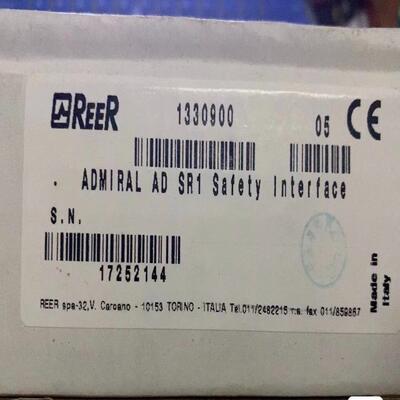 REER 1330900 05 CE
ADMIRAL AD SR1 Safety Interface
S.N.
17252144
REER spa-32,V. Carcano - 10153 TORINO - ITALIA Tel.011/2482215 r.a. fax 011/859867
Made in
Italy